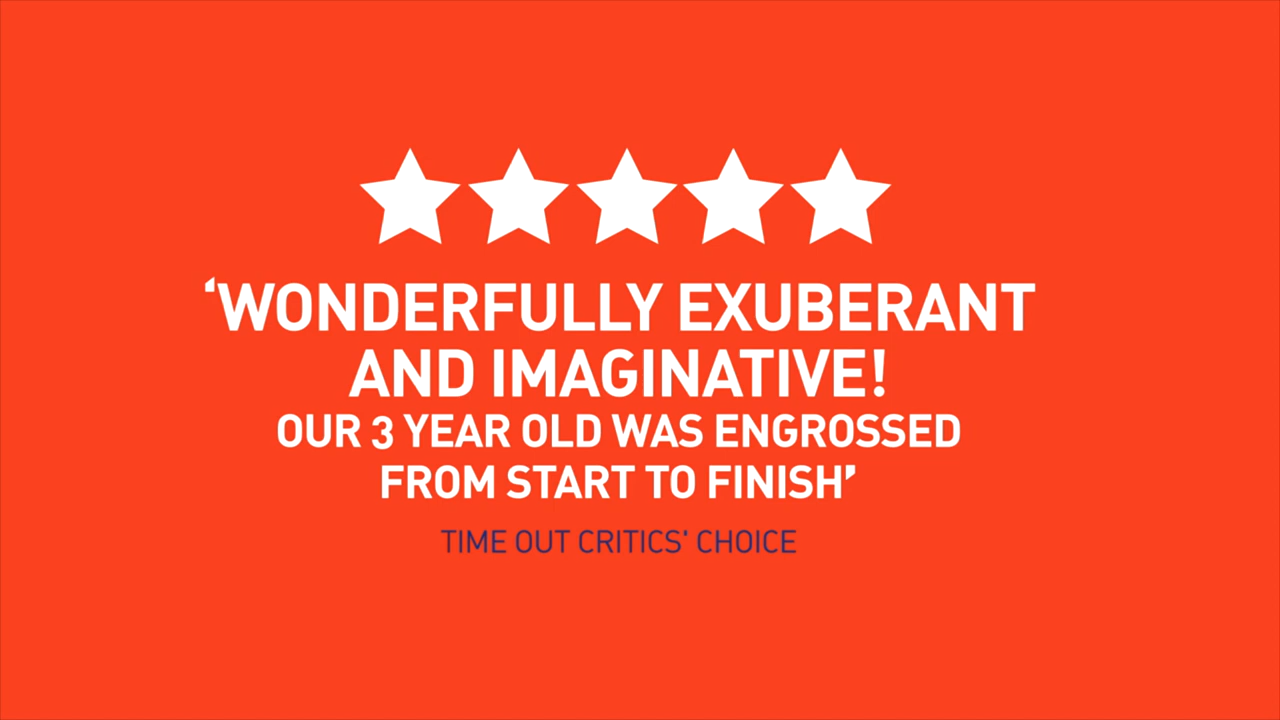 ‘WONDERFULLY EXUBERANT
AND IMAGINATIVE!
OUR 3 YEAR OLD WAS ENGROSSED
FROM START TO FINISH’
TIME OUT CRITICS' CHOICE